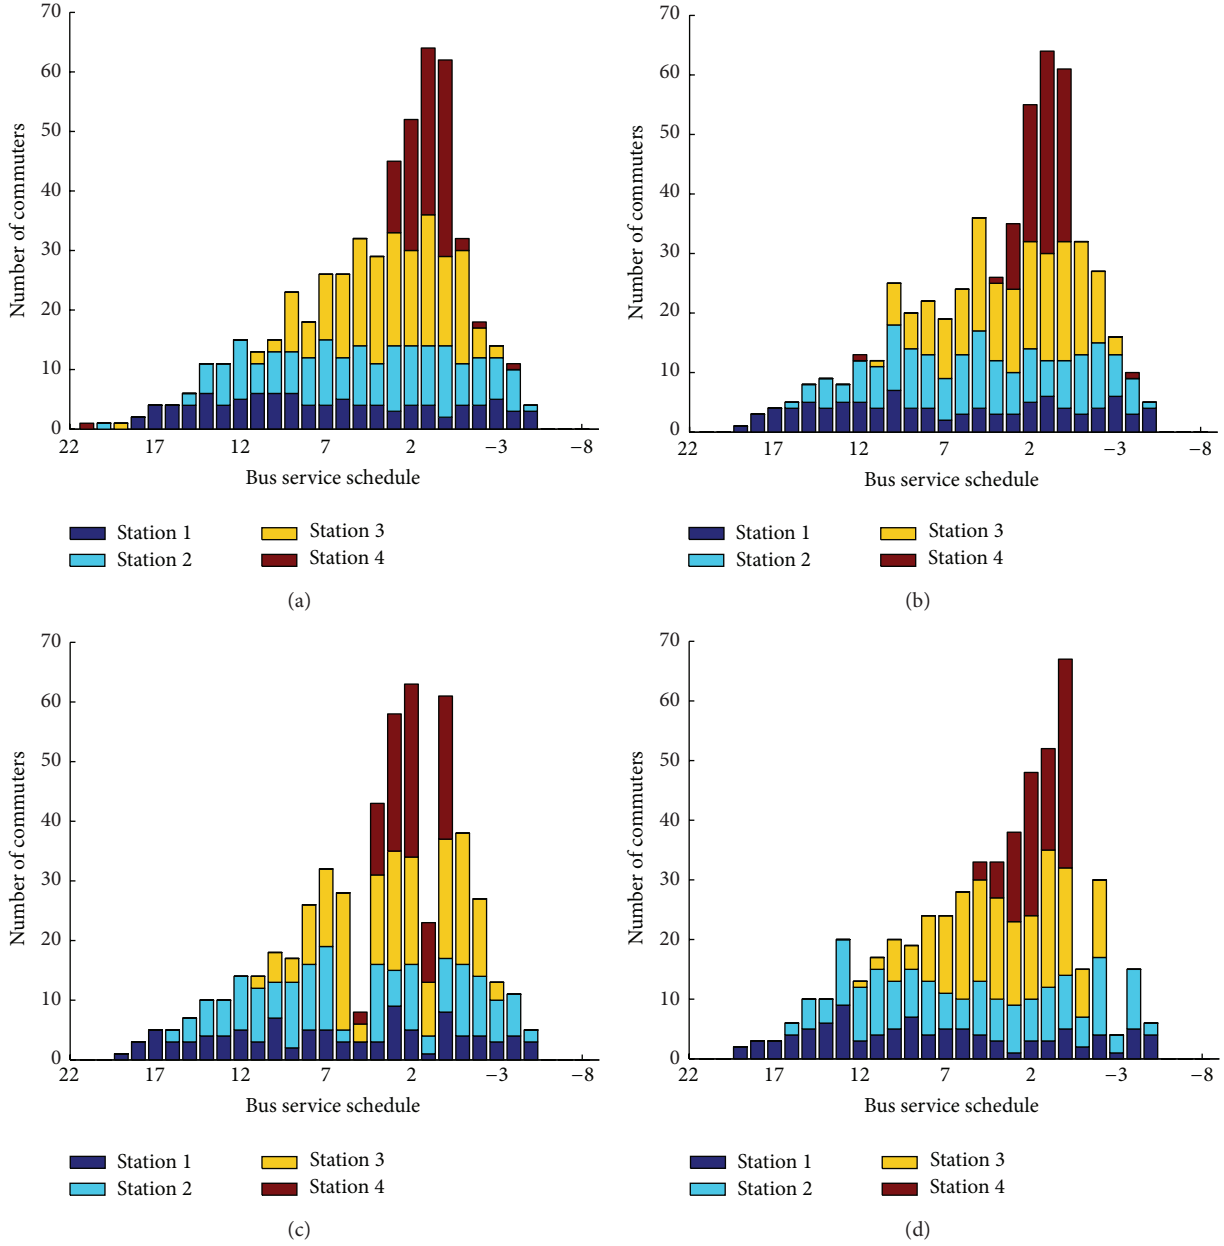 70
60
50
40
30
20
10
0
Number of commuters
22 17 12 7 2 −3 −8
Bus service schedule
Station 1 Station 3
Station 2 Station 4
(a)
70
60
50
40
30
20
10
0
Number of commuters
22 17 12 7 2 −3 −8
Bus service schedule
Station 1 Station 3
Station 2 Station 4
(b)
70
60
50
40
30
20
10
0
Number of commuters
22 17 12 7 2 −3 −8
Bus service schedule
Station 1 Station 3
Station 2 Station 4
(c)
70
60
50
40
30
20
10
0
Number of commuters
22 17 12 7 2 −3 −8
Bus service schedule
Station 1 Station 3
Station 2 Station 4
(d)